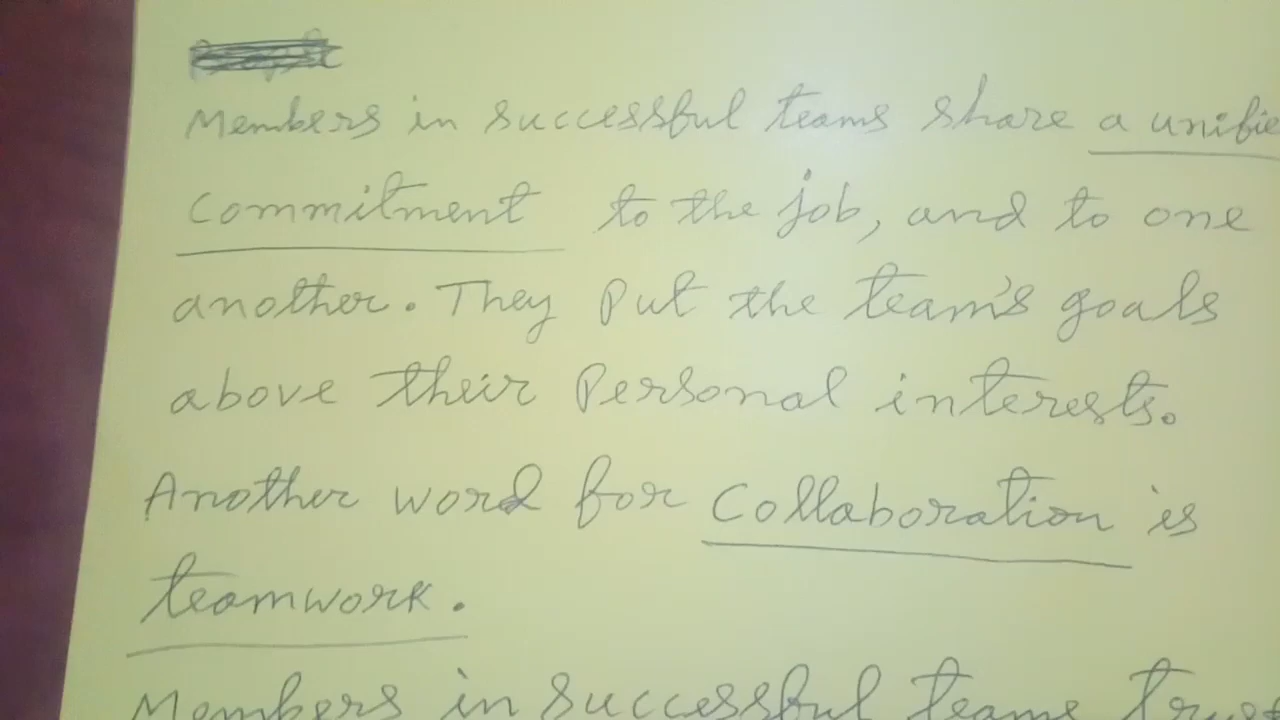 Members in successful teams share a unifie
commitment to the job, and to one
another. They put the team's goals
above their personal interests.
Another word for collaboration is
teamwork.
Members in successful teams trust